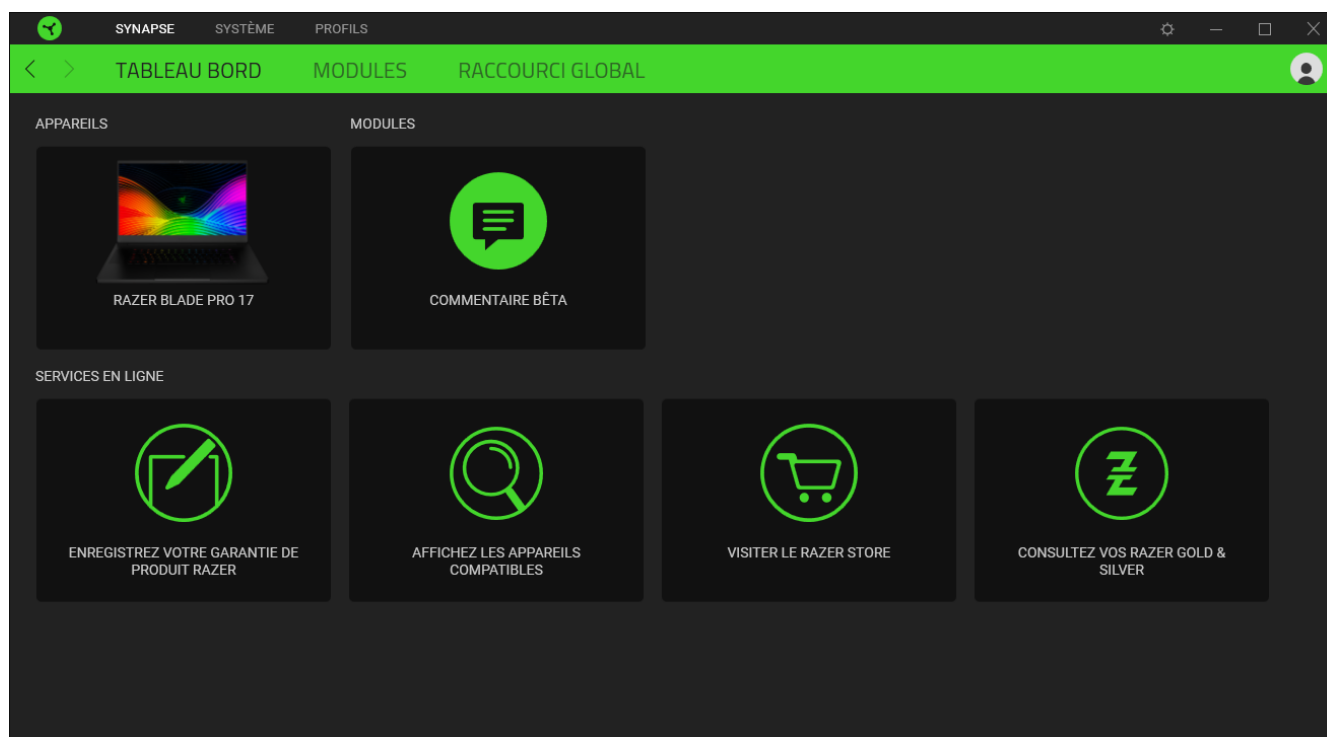 SYNAPSE SYSTÈME PROFILS
TABLEAU BORD MODULES RACCOURCI GLOBAL
APPAREILS MODULES
RAZER BLADE PRO 17
COMMENTAIRE BÊTA
SERVICES EN LIGNE
ENREGISTREZ VOTRE GARANTIE DE
PRODUIT RAZER
AFFICHEZ LES APPAREILS
COMPATIBLES
VISITER LE RAZER STORE
CONSULTEZ VOS RAZER GOLD &
SILVER